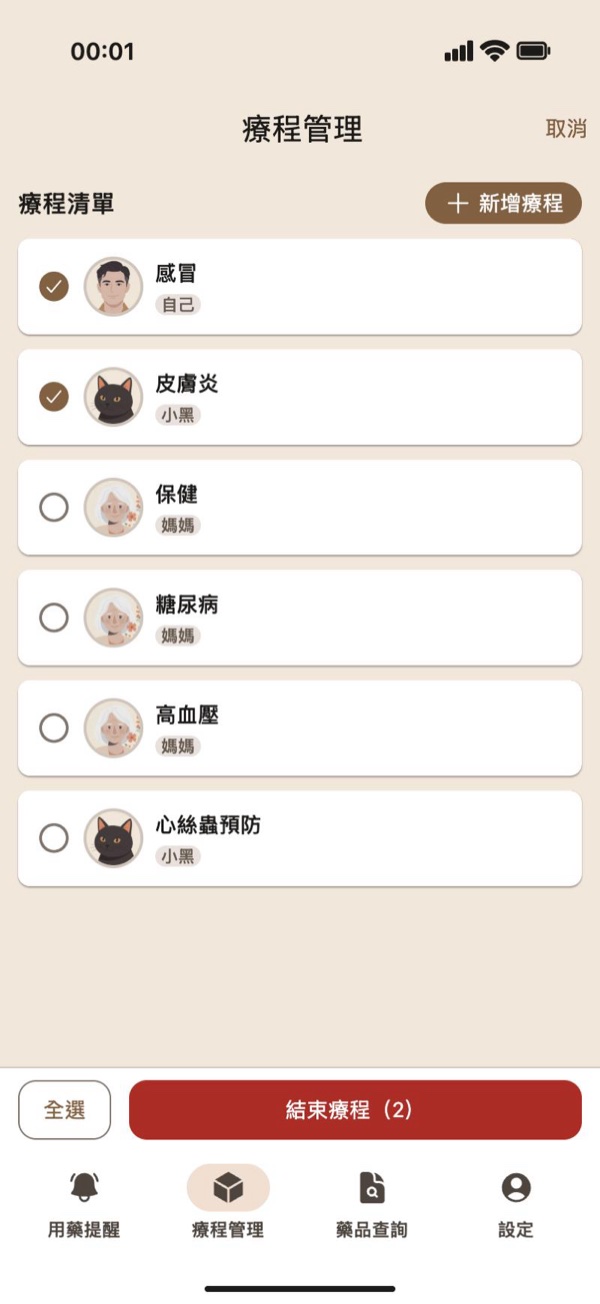 00:01
療程管理
取消
療程清單
新增療程
感冒
自己
皮膚炎
小黑
保健
媽媽
糖尿病
媽媽
高血壓
媽媽
心絲蟲預防
小黑
全選
結束療程（2）
用藥提醒
療程管理
藥品查詢
設定